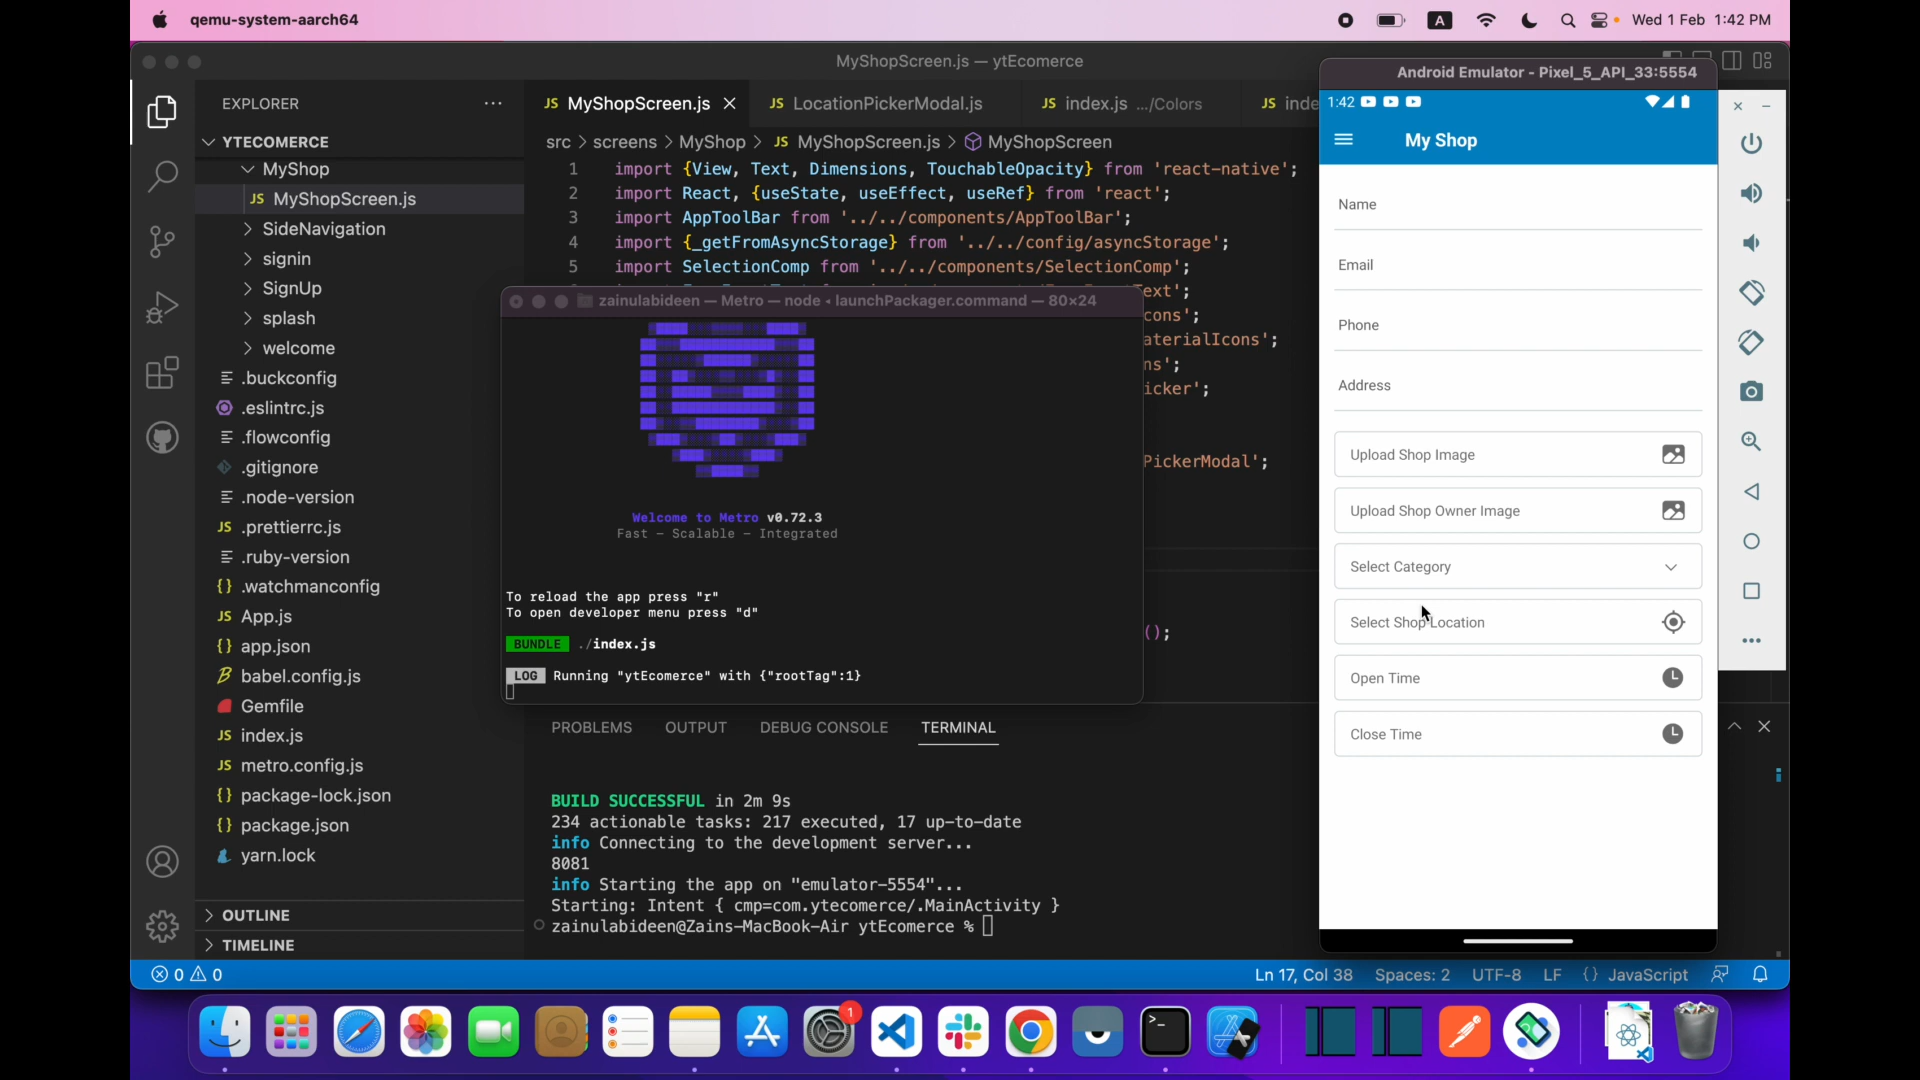 qemu-system-aarch64
A
Wed 1 Feb 1:42 PM
MyShopScreen.js — ytEcomerce
EXPLORER
YTECOMERCE
MyShop
JS MyShopScreen.js
SideNavigation
signin
SignUp
splash
welcome
.buckconfig
.eslintrc.js
.flowconfig
.gitignore
.node-version
JS .prettierrc.js
.ruby-version
{} .watchmanconfig
JS App.js
{} app.json
babel.config.js
Gemfile
JS index.js
JS metro.config.js
{} package-lock.json
{} package.json
yarn.lock
OUTLINE
TIMELINE
JS MyShopScreen.js
JS LocationPickerModal.js
JS index.js .../Colors
JS inde
src > screens > MyShop > JS MyShopScreen.js > MyShopScreen
1 import {View, Text, Dimensions, TouchableOpacity} from 'react-native';
2 import React, {useState, useEffect, useRef} from 'react';
3 import AppToolBar from '../../components/AppToolBar';
4 import {_getFromAsyncStorage} from '../../config/asyncStorage';
5 import SelectionComp from '../../components/SelectionComp';
ext';
cons';
aterialIcons';
ns';
icker';
PickerModal';
();
zainulabideen — Metro — node ◂ launchPackager.command — 80×24
Welcome to Metro v0.72.3
Fast - Scalable - Integrated
To reload the app press "r"
To open developer menu press "d"
BUNDLE ./index.js
LOG Running "ytEcomerce" with {"rootTag":1}
PROBLEMS
OUTPUT
DEBUG CONSOLE
TERMINAL
BUILD SUCCESSFUL in 2m 9s
234 actionable tasks: 217 executed, 17 up-to-date
info Connecting to the development server...
8081
info Starting the app on "emulator-5554"...
Starting: Intent { cmp=com.ytecomerce/.MainActivity }
zainulabideen@Zains-MacBook-Air ytEcomerce %
Android Emulator - Pixel_5_API_33:5554
1:42
My Shop
Name
Email
Phone
Address
Upload Shop Image
Upload Shop Owner Image
Select Category
Select Shop Location
Open Time
Close Time
0 0
Ln 17, Col 38
Spaces: 2
UTF-8
LF
{} JavaScript
1